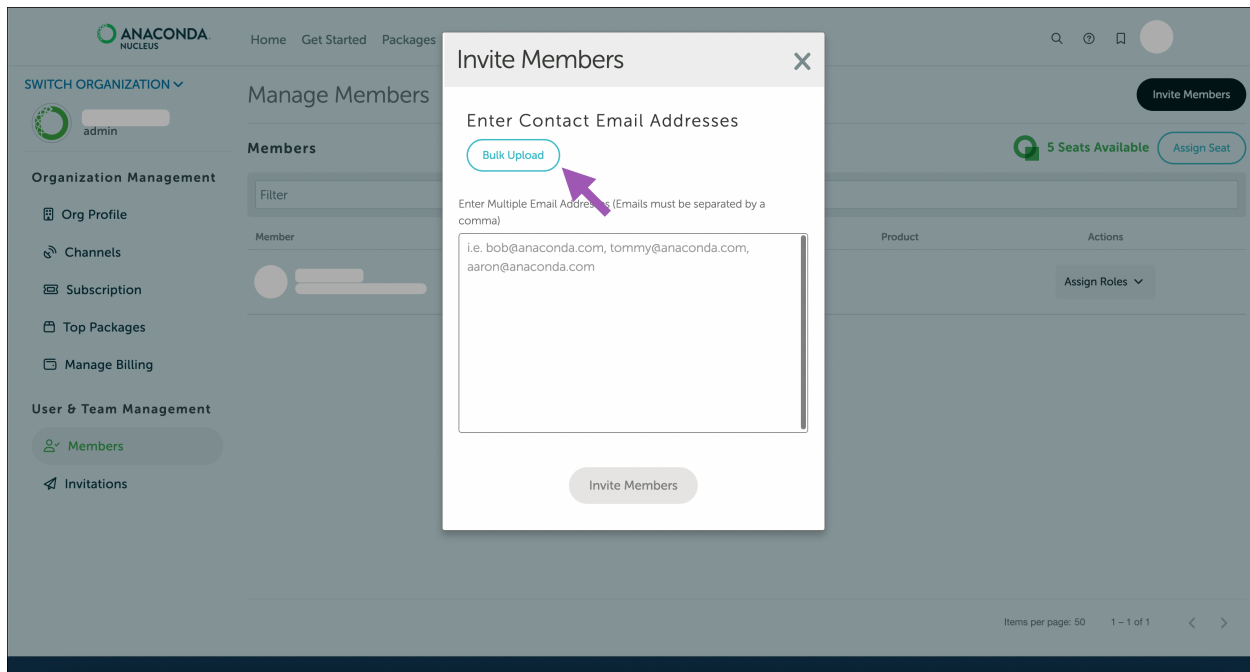 ANACONDA.
NUCLEUS
Home Get Started Packages
SWITCH ORGANIZATION
admin
Organization Management
Org Profile
Channels
Subscription
Top Packages
Manage Billing
User & Team Management
Members
Invitations
Manage Members
Invite Members
Members
5 Seats Available
Assign Seat
Filter
Member
Product
Actions
Assign Roles
Invite Members
Enter Contact Email Addresses
Bulk Upload
Enter Multiple Email Addresses (Emails must be separated by a
comma)
i.e. bob@anaconda.com, tommy@anaconda.com,
aaron@anaconda.com
Invite Members
Items per page: 50 1 – 1 of 1